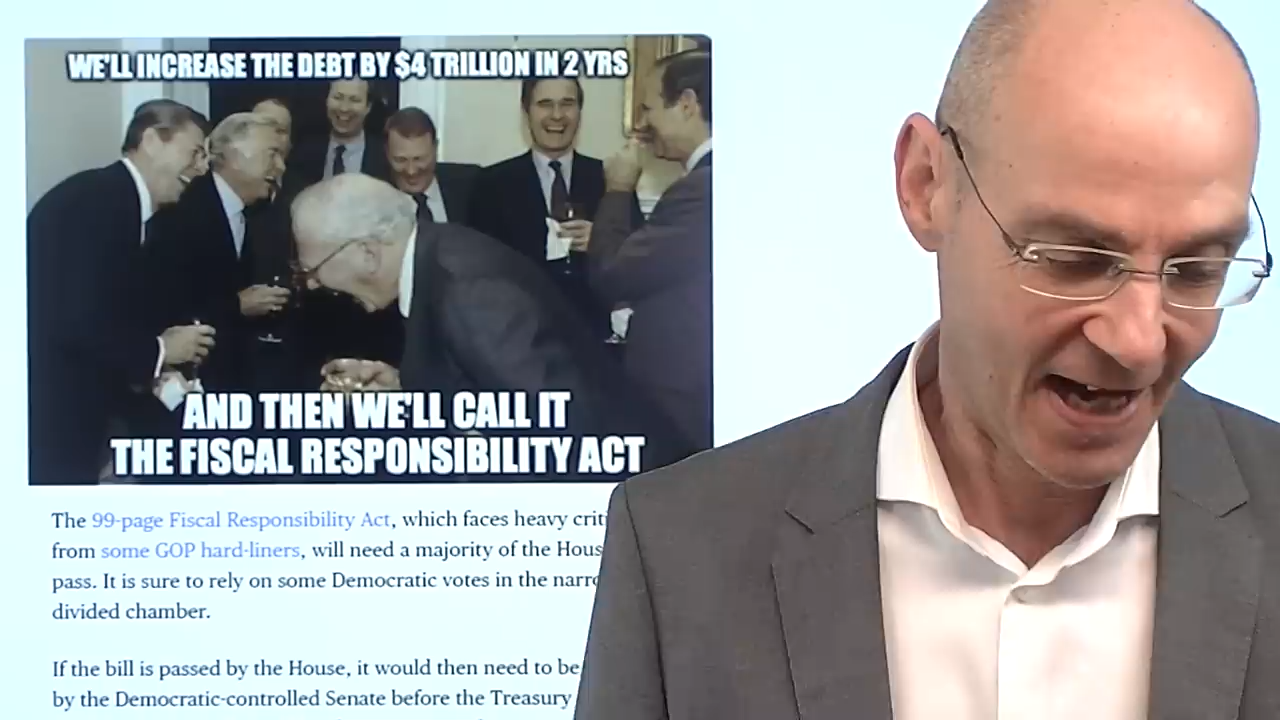 WE'LL INCREASE THE DEBT BY $4 TRILLION IN 2 YRS
AND THEN WE'LL CALL IT
THE FISCAL RESPONSIBILITY ACT
The 99-page Fiscal Responsibility Act, which faces heavy
from some GOP hard-liners, will need a majority of the
pass. It is sure to rely on some Democratic votes in the
divided chamber.
If the bill is passed by the House, it would then need to be
by the Democratic-controlled Senate before the Treasury